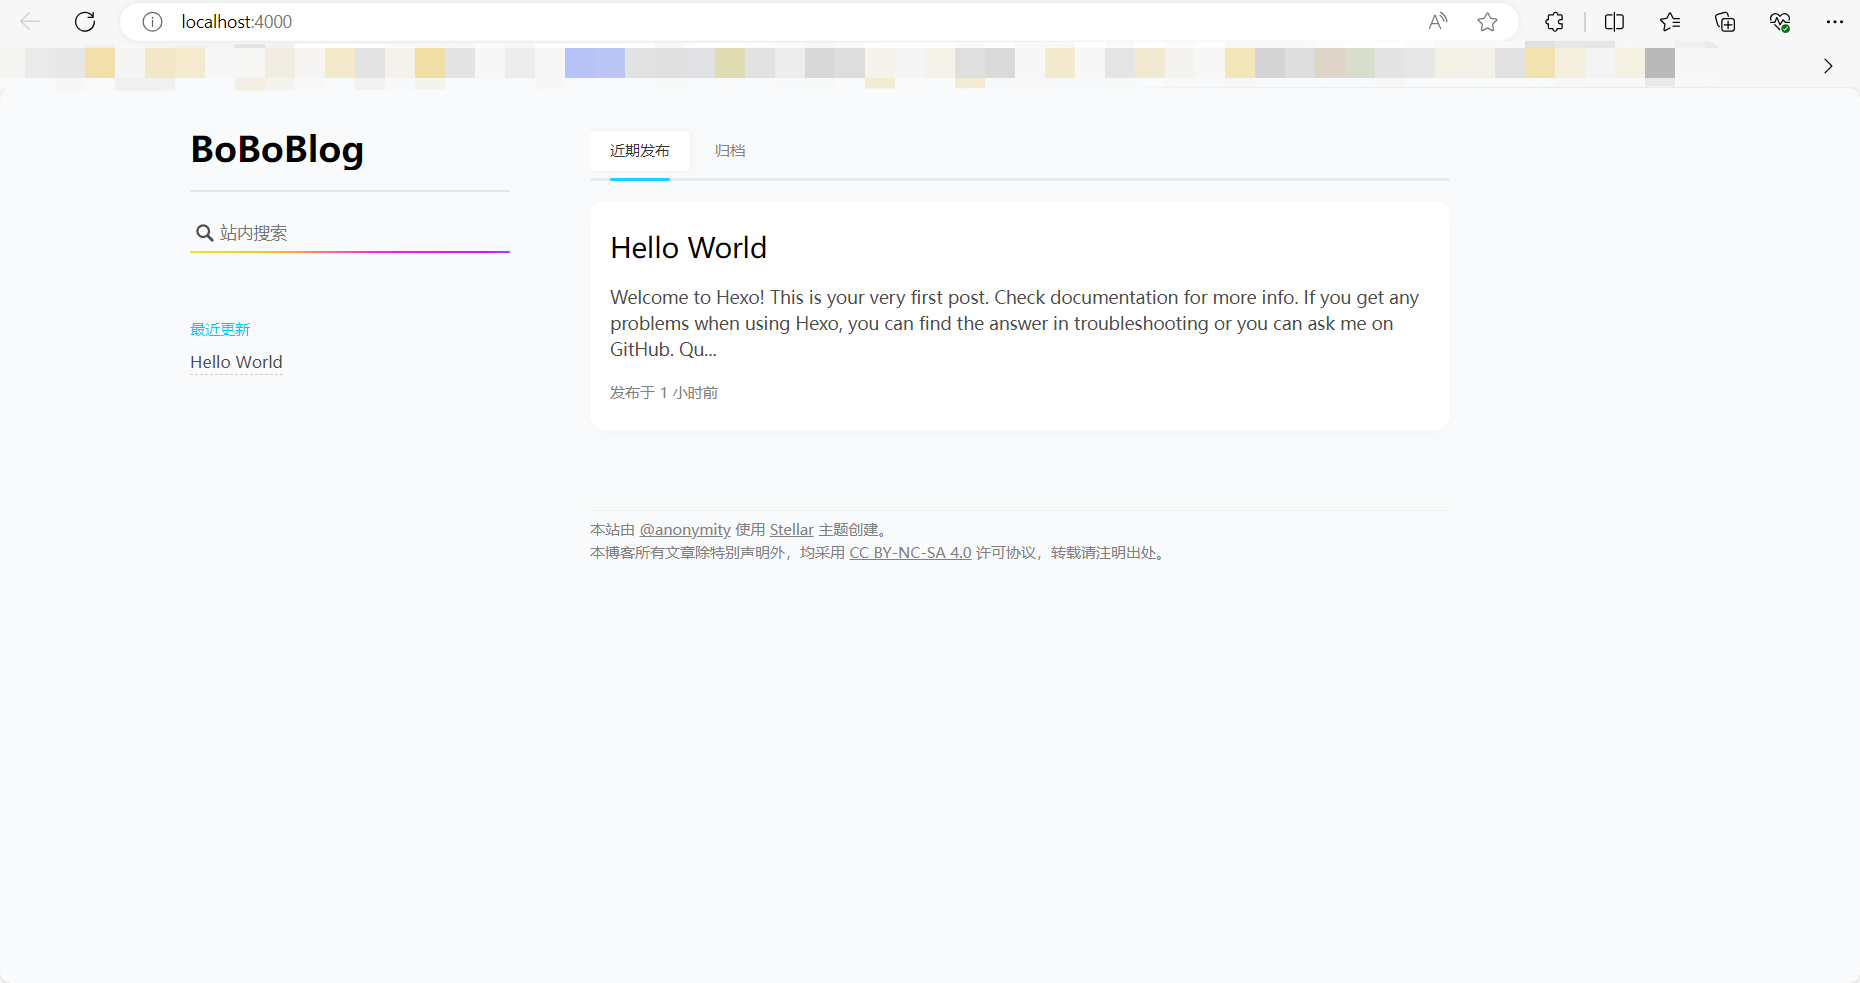 localhost:4000
BoBoBlog
站内搜索
最近更新
Hello World
近期发布 归档
Hello World
Welcome to Hexo! This is your very first post. Check documentation for more info. If you get any
problems when using Hexo, you can find the answer in troubleshooting or you can ask me on
GitHub. Qu...
发布于 1 小时前
本站由 @anonymity 使用 Stellar 主题创建。
本博客所有文章除特别声明外，均采用 CC BY-NC-SA 4.0 许可协议，转载请注明出处。